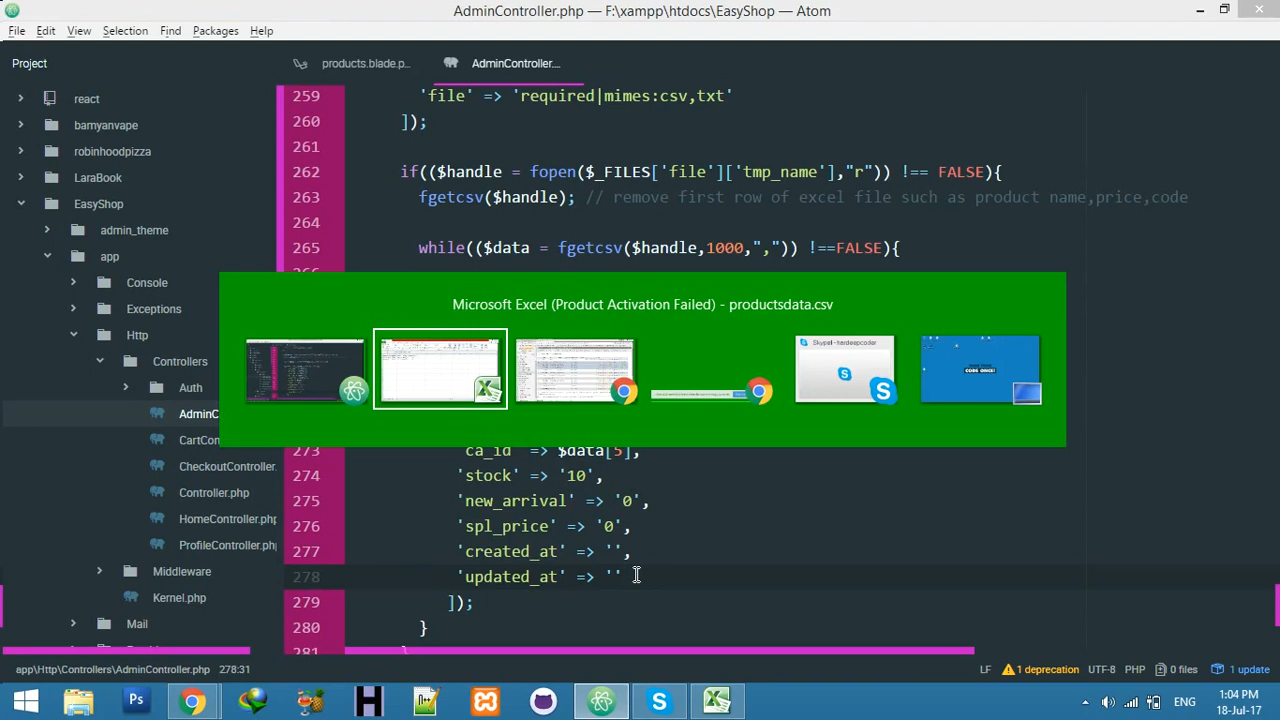 AdminController.php — F:\xampp\htdocs\EasyShop — Atom
File Edit View Selection Find Packages Help
Project
products.blade.p...
AdminController....
react
bamyanvape
robinhoodpizza
LaraBook
EasyShop
admin_theme
app
Console
Exceptions
Http
Controllers
Auth
AdminC
CartCon
CheckoutController.
Controller.php
HomeController.php
ProfileController.php
Middleware
Kernel.php
Mail
259 'file' => 'required|mimes:csv,txt'
260 ]);
261
262 if(($handle = fopen($_FILES['file']['tmp_name'],"r")) !== FALSE){
263 fgetcsv($handle); // remove first row of excel file such as product name,price,code
264
265 while(($data = fgetcsv($handle,1000,",")) !==FALSE){
Microsoft Excel (Product Activation Failed) - productsdata.csv
Skype™ - hardeepcoder
CODE ONCE!
273 'ca_id' => $data[5],
274 'stock' => '10',
275 'new_arrival' => '0',
276 'spl_price' => '0',
277 'created_at' => '',
278 'updated_at' => ''
279 ]);
280 }
281 }
app\Http\Controllers\AdminController.php 278:31
LF 1 deprecation UTF-8 PHP 0 files 1 update
ENG
1:04 PM
18-Jul-17